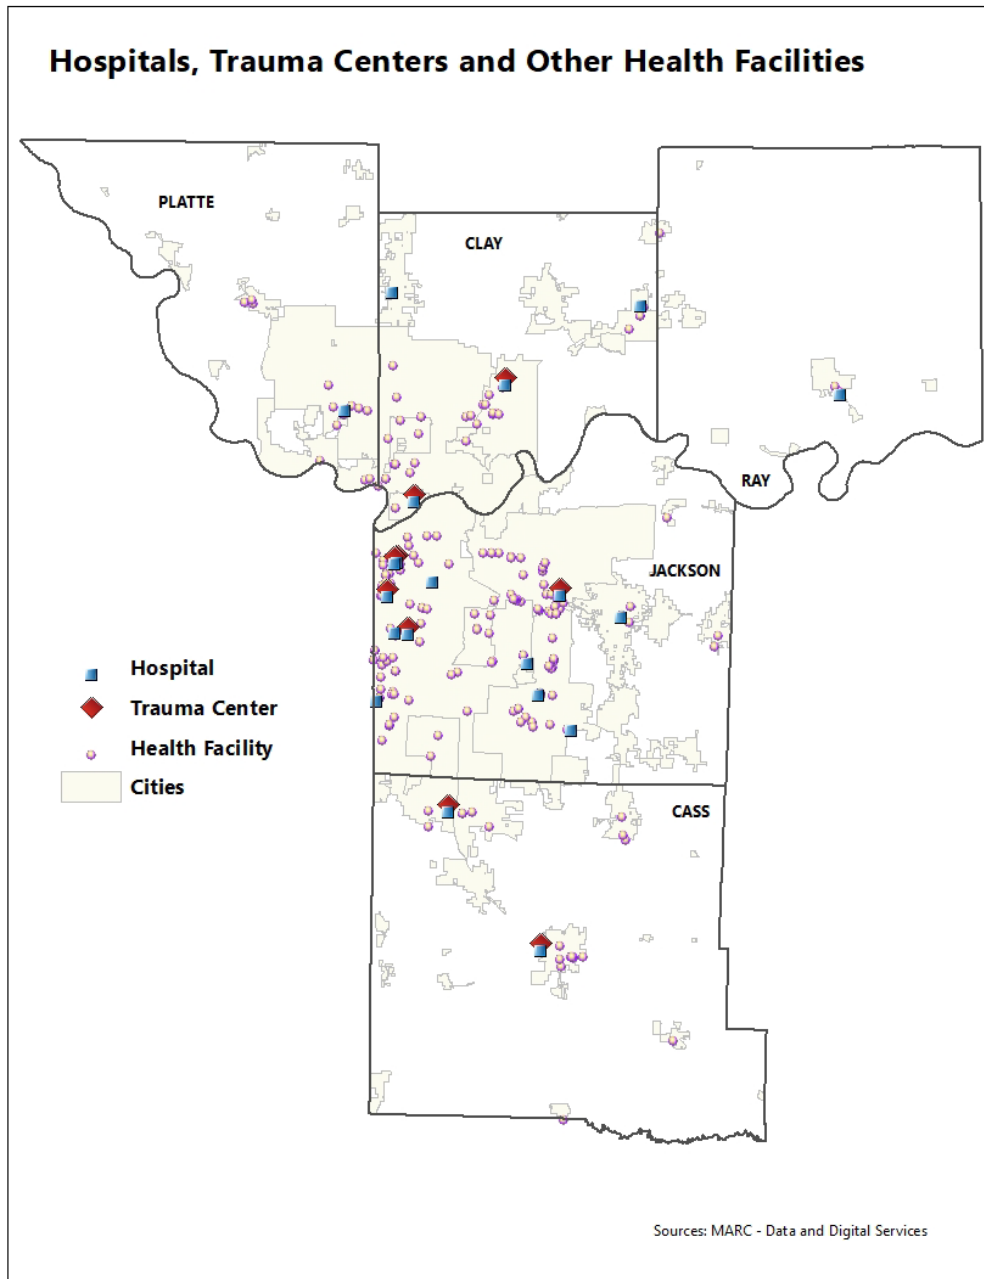 Hospitals, Trauma Centers and Other Health Facilities
PLATTE
CLAY
RAY
JACKSON
Hospital
Trauma Center
Health Facility
Cities
CASS
Sources: MARC - Data and Digital Services